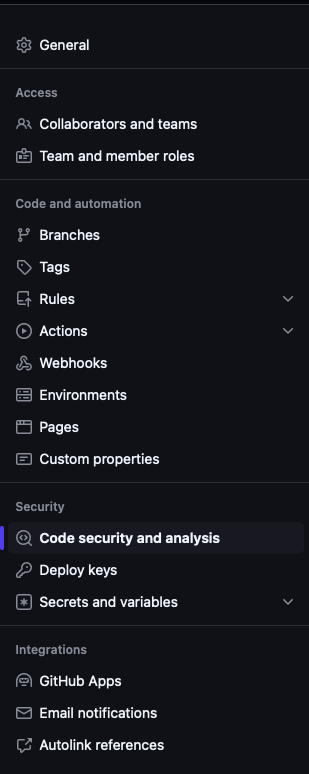 General
Access
Collaborators and teams
Team and member roles
Code and automation
Branches
Tags
Rules
Actions
Webhooks
Environments
Pages
Custom properties
Security
Code security and analysis
Deploy keys
Secrets and variables
Integrations
GitHub Apps
Email notifications
Autolink references